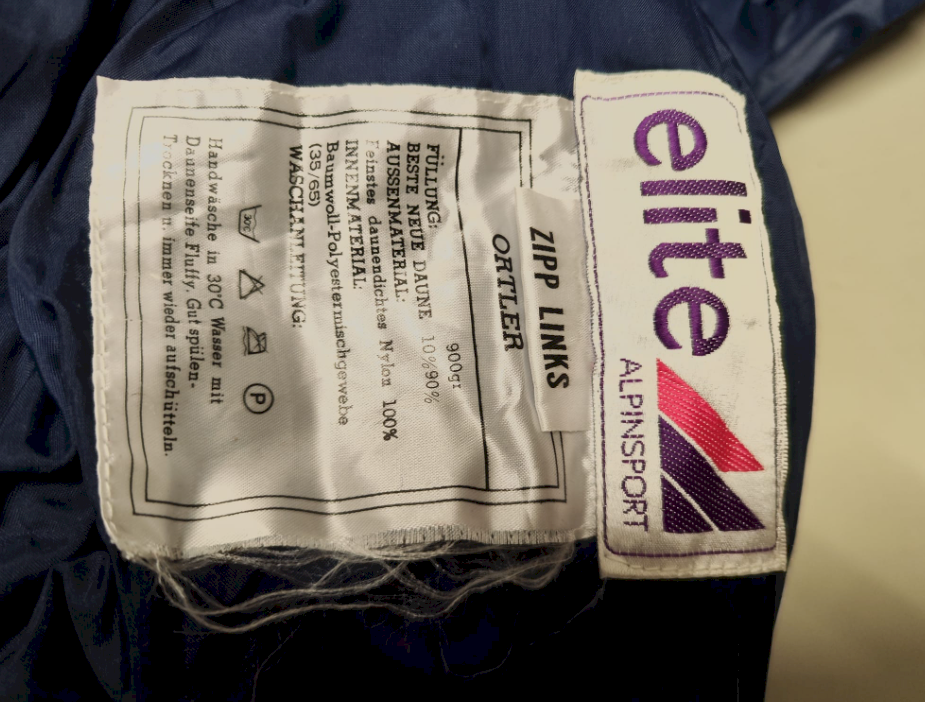 elite
ALPINSPORT
ZIPP LINKS
ORTLER
FÜLLUNG: 900gr
BESTE NEUE DAUNE 10%90%
AUSSENMATERIAL:
Feinstes daunendichtes Nylon 100%
INNENMATERIAL:
Baumwoll-Polyestermischgewebe
(35/65)
WASCHANLEITUNG:
30C P
Handwäsche in 30°C Wasser mit
Daunenseife Fluffy. Gut spülen-
Trocknen u. immer wieder aufschütteln.